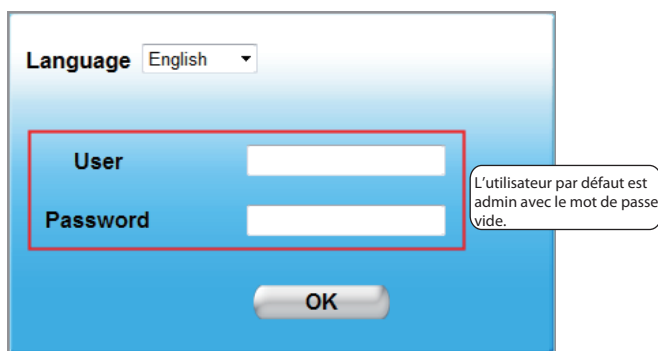 Language English
User
Password
L'utilisateur par défaut est
admin avec le mot de passe
vide.
OK